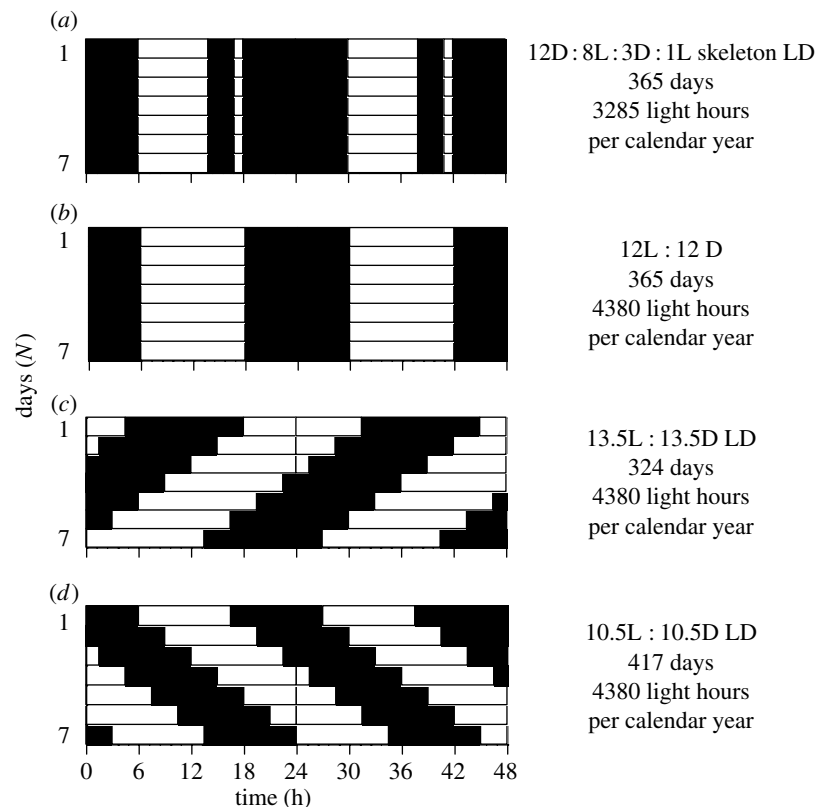 (a)
1
7
12D : 8L : 3D : 1L skeleton LD
365 days
3285 light hours
per calendar year
(b)
1
7
12L : 12 D
365 days
4380 light hours
per calendar year
days (N)
(c)
1
7
13.5L : 13.5D LD
324 days
4380 light hours
per calendar year
(d)
1
7
10.5L : 10.5D LD
417 days
4380 light hours
per calendar year
0 6 12 18 24 30 36 42 48
time (h)